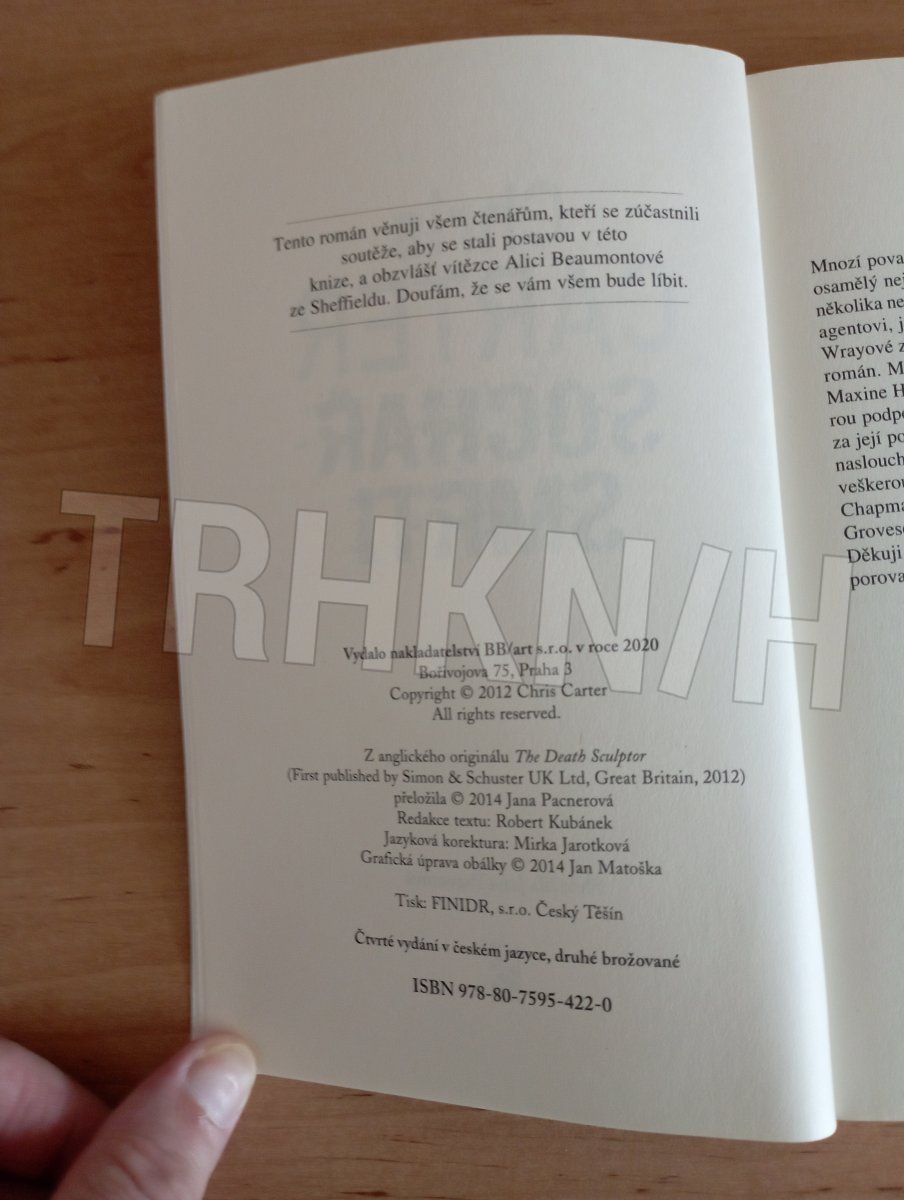 Tento román věnuji všem čtenářům, kteří se zúčastnili
soutěže, aby se stali postavou v této
knize, a obzvlášť vítězce Alici Beaumontové
ze Sheffieldu. Doufám, že se vám všem bude líbit.
TRHKN/H
Vydalo nakladatelství BB/art s.r.o. v roce 2020
Bořivojova 75, Praha 3
Copyright © 2012 Chris Carter
All rights reserved.
Z anglického originálu The Death Sculptor
(First published by Simon & Schuster UK Ltd, Great Britain, 2012)
přeložila © 2014 Jana Pacnerová
Redakce textu: Robert Kubánek
Jazyková korektura: Mirka Jarotková
Grafická úprava obálky © 2014 Jan Matoška
Tisk: FINIDR, s.r.o. Český Těšín
Čtvrté vydání v českém jazyce, druhé brožované
ISBN 978-80-7595-422-0
Mnozí pova
osamělý nej
několika ne
agentovi, j
Wrayové z
román. M
Maxine H
rou podpo
za její po
naslouch
veškerou
Chapma
Groveso
Děkuji
porova